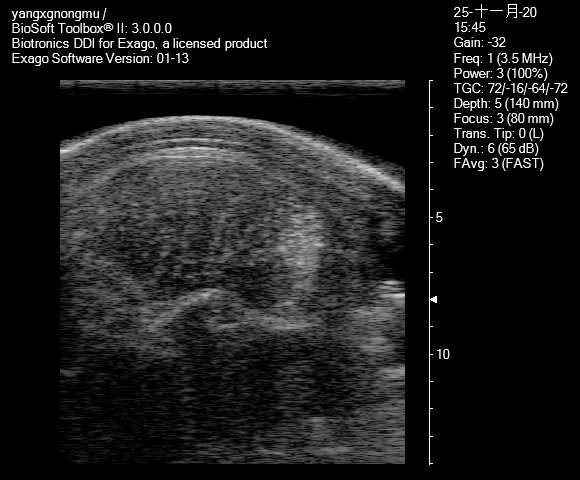 yangxgnongmu /
BioSoft Toolbox® II: 3.0.0.0
Biotronics DDI for Exago, a licensed product
Exago Software Version: 01-13
25-十一月-20
15:45
Gain: -32
Freq: 1 (3.5 MHz)
Power: 3 (100%)
TGC: 72/-16/-64/-72
Depth: 5 (140 mm)
Focus: 3 (80 mm)
Trans. Tip: 0 (L)
Dyn.: 6 (65 dB)
FAvg: 3 (FAST)
5
10